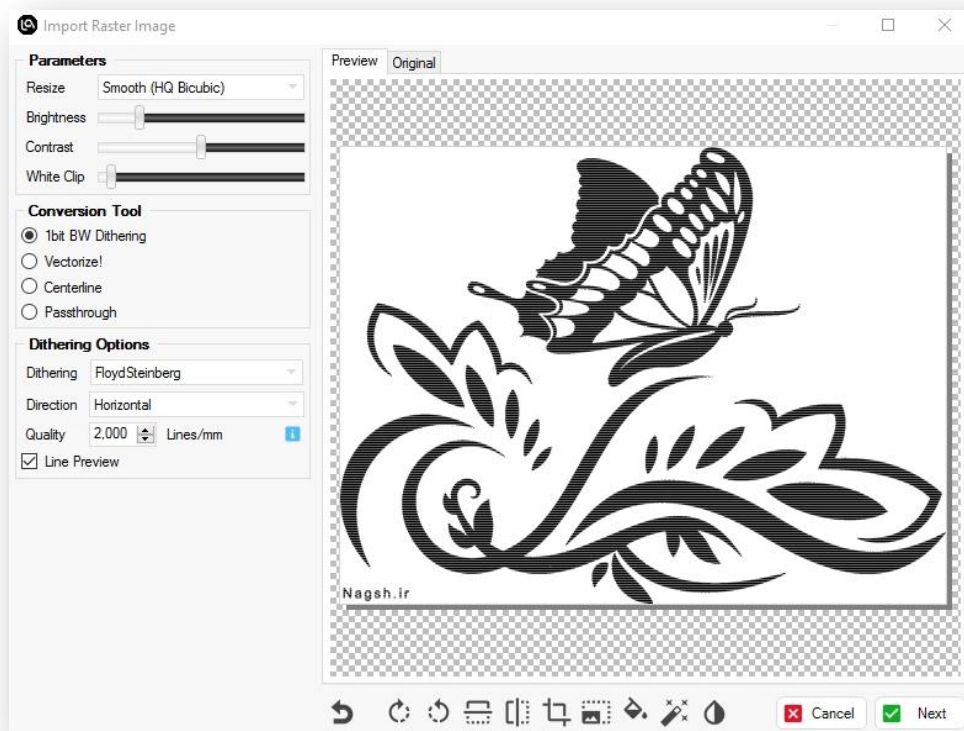 Import Raster Image
Parameters
Resize Smooth (HQ Bicubic)
Brightness
Contrast
White Clip
Conversion Tool
1bit BW Dithering
Vectorize!
Centerline
Passthrough
Dithering Options
Dithering FloydSteinberg
Direction Horizontal
Quality 2,000 Lines/mm
Line Preview
Preview Original
Nagsh.ir
Cancel Next